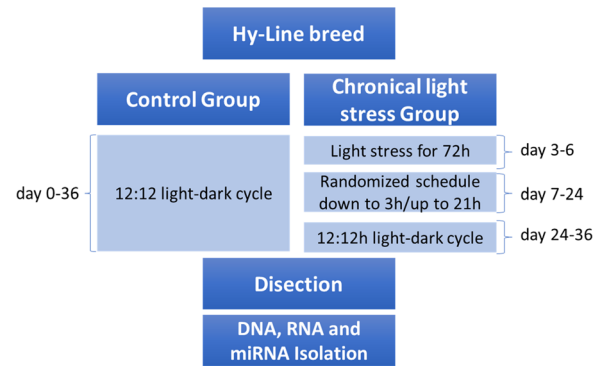 Hy-Line breed
Control Group
Chronical light
stress Group
day 0-36
12:12 light-dark cycle
Light stress for 72h
day 3-6
Randomized schedule
down to 3h/up to 21h
day 7-24
12:12h light-dark cycle
day 24-36
Disection
DNA, RNA and
miRNA Isolation